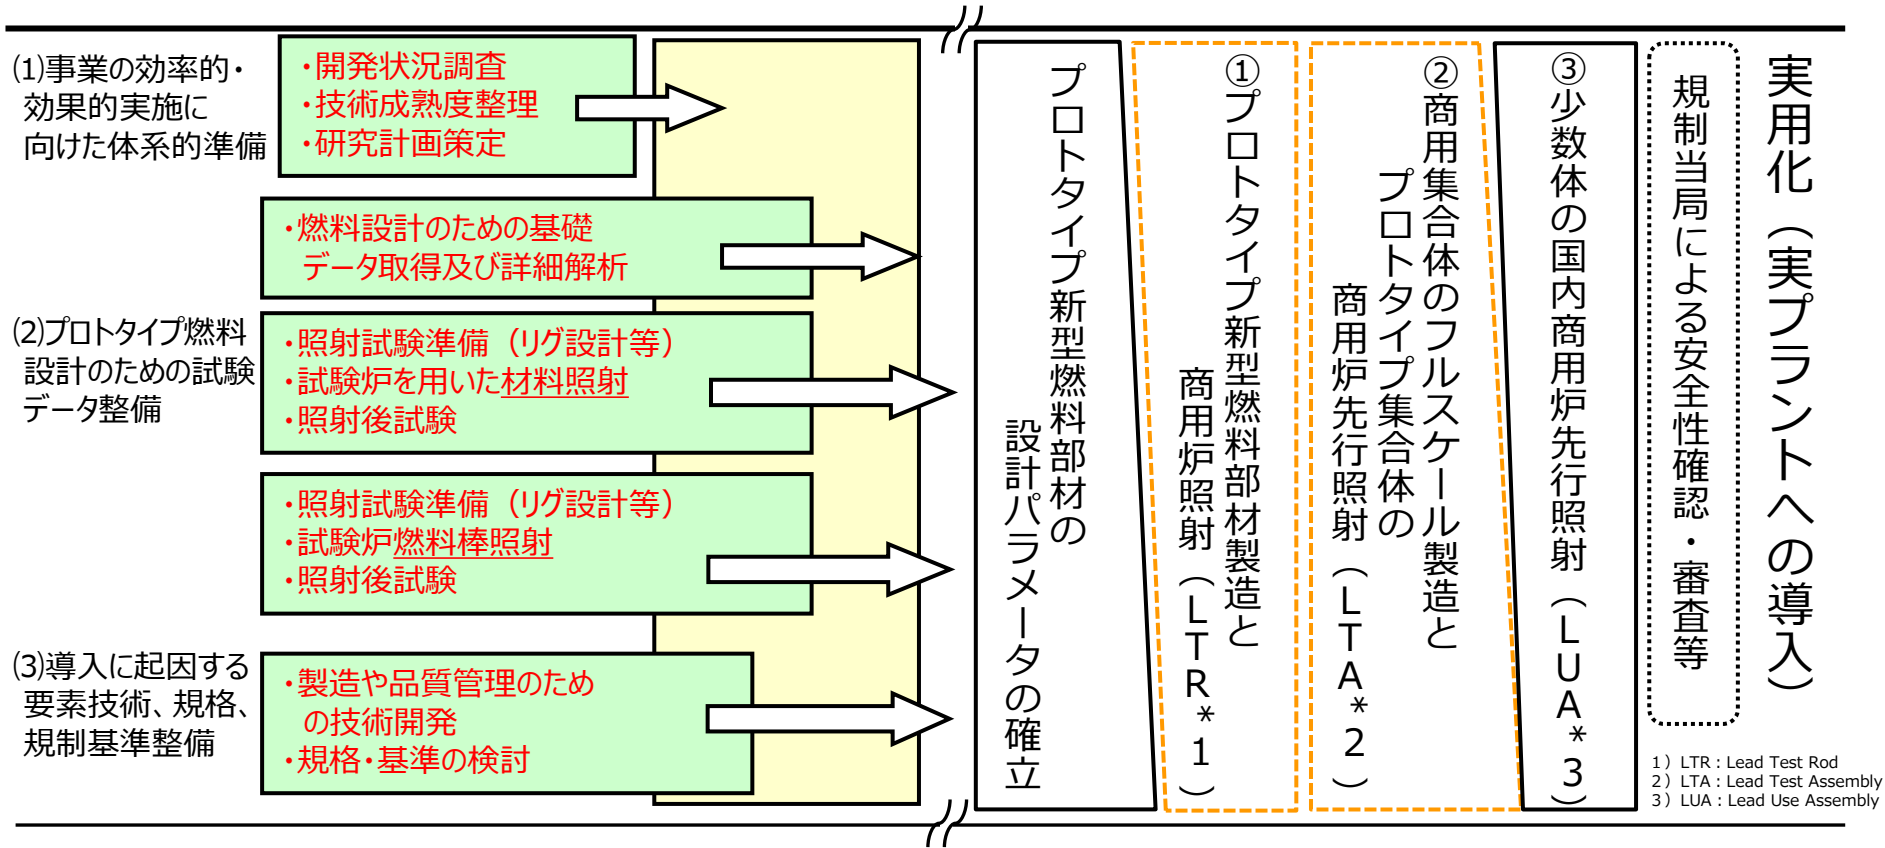 (1)事業の効率的・
効果的実施に
向けた体系的準備
・開発状況調査
・技術成熟度整理
・研究計画策定
(2)プロトタイプ燃料
設計のための試験
データ整備
・燃料設計のための基礎
データ取得及び詳細解析
・照射試験準備（リグ設計等）
・試験炉を用いた材料照射
・照射後試験
・照射試験準備（リグ設計等）
・試験炉燃料棒照射
・照射後試験
(3)導入に起因する
要素技術、規格、
規制基準整備
・製造や品質管理のため
の技術開発
・規格・基準の検討
プロトタイプ新型燃料部材の
設計パラメータの確立
①プロトタイプ新型燃料部材製造と
商用炉照射（LTR*1）
②商用集合体のフルスケール製造と
プロトタイプ集合体の
商用炉先行照射（LTA*2）
③少数体の国内商用炉先行照射（LUA*3）
規制当局による安全性確認・審査等
実用化（実プラントへの導入）
1）LTR：Lead Test Rod
2）LTA：Lead Test Assembly
3）LUA：Lead Use Assembly